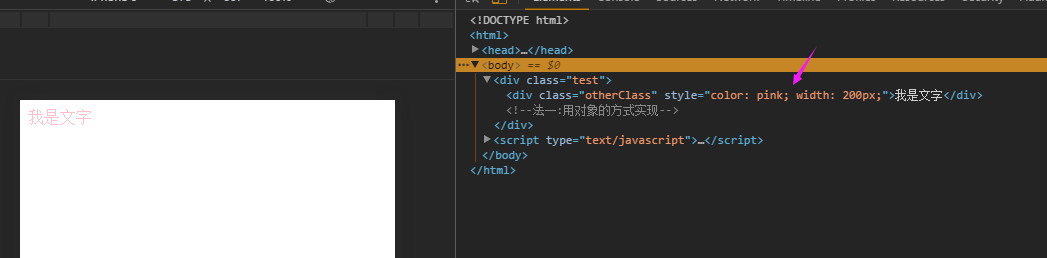 我是文字
<!DOCTYPE html>
<html>
<head>…</head>
<body> == $0
<div class="test">
<div class="otherClass" style="color: pink; width: 200px;">我是文字</div>
<!--法一:用对象的方式实现-->
</div>
<script type="text/javascript">…</script>
</body>
</html>